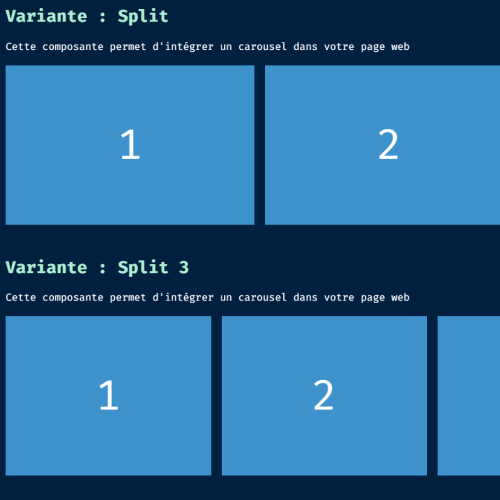 Variante : Split
Cette composante permet d'intégrer un carousel dans votre page web
1
2
Variante : Split 3
Cette composante permet d'intégrer un carousel dans votre page web
1
2